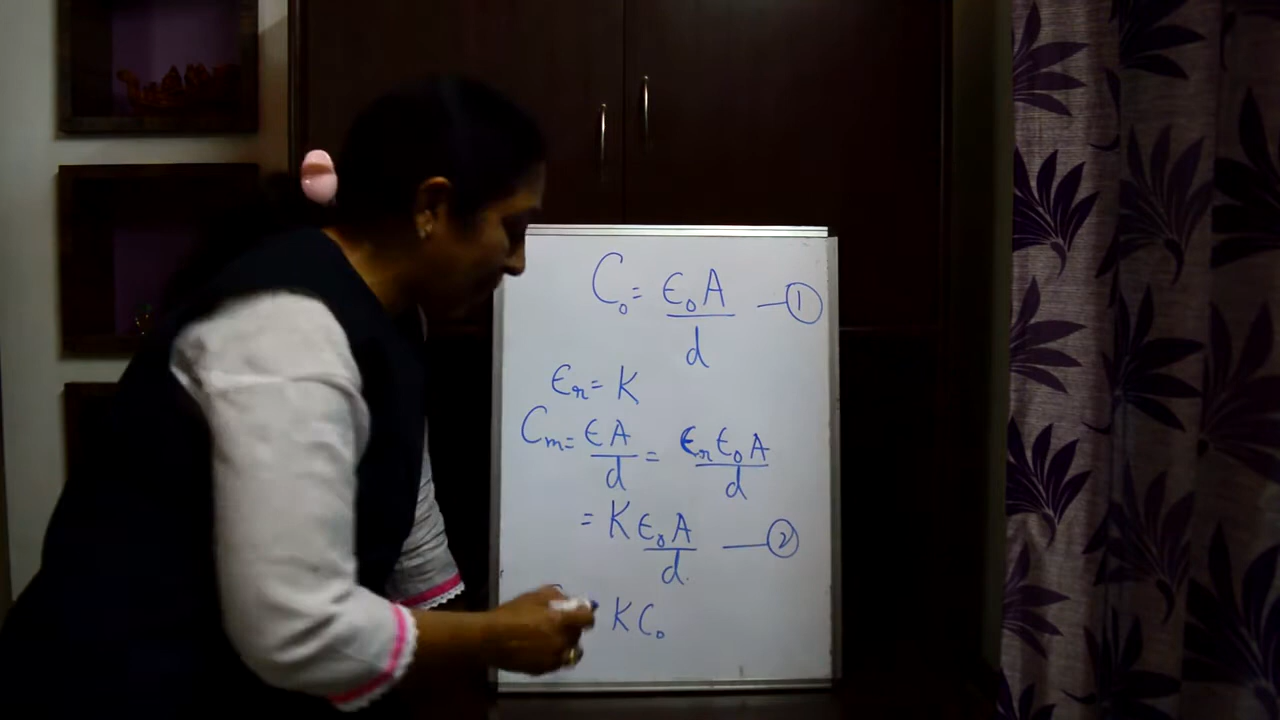 C₀ = ϵ₀A/d —①
ϵr = K
Cm = ϵA/d = ϵrϵ₀A/d
= Kϵ₀A/d —②
KC₀